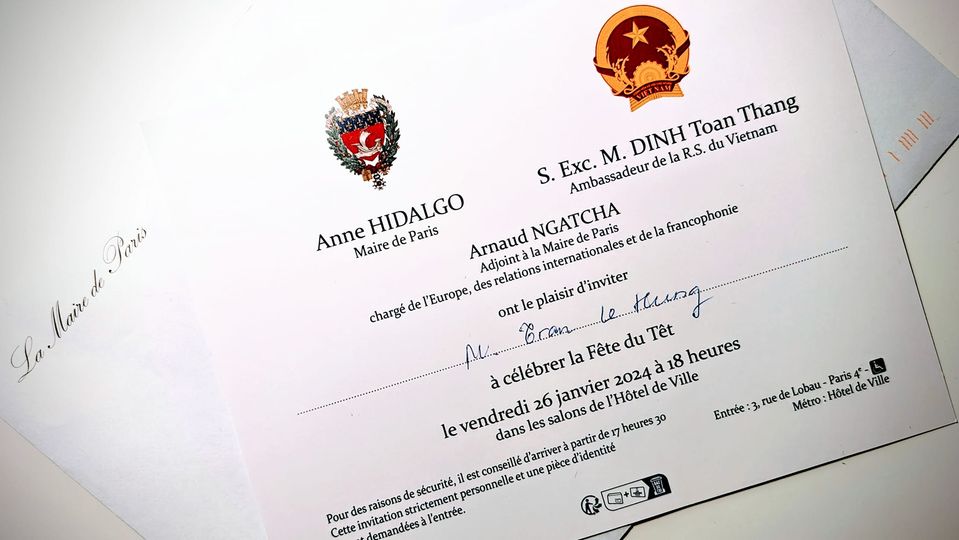 La Maire de Paris
VIETNAM
Anne HIDALGO
Maire de Paris
S. Exc. M. DINH Toan Thang
Ambassadeur de la R.S. du Vietnam
Arnaud NGATCHA
Adjoint à la Maire de Paris
chargé de l'Europe, des relations internationales et de la francophonie
ont le plaisir d'inviter
M. Tran le
à célébrer la Fête du Têt
le vendredi 26 janvier 2024 à 18 heures
dans les salons de l'Hôtel de Ville
Entrée : 3, rue de Lobau - Paris 4e -
Métro : Hôtel de Ville
Pour des raisons de sécurité, il est conseillé d'arriver à partir de 17 heures 30
Cette invitation strictement personnelle et une pièce d'identité
demandées à l'entrée.